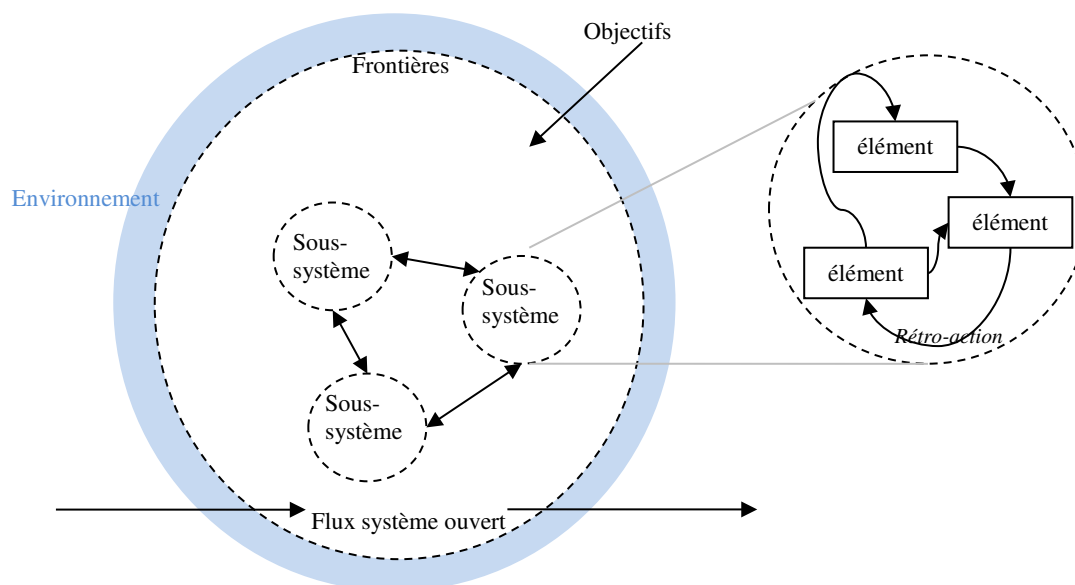 Objectifs
Frontières
élément
Environnement
élément
Sous-
système
élément
Sous-
système
Rétro-action
Sous-
système
Flux système ouvert